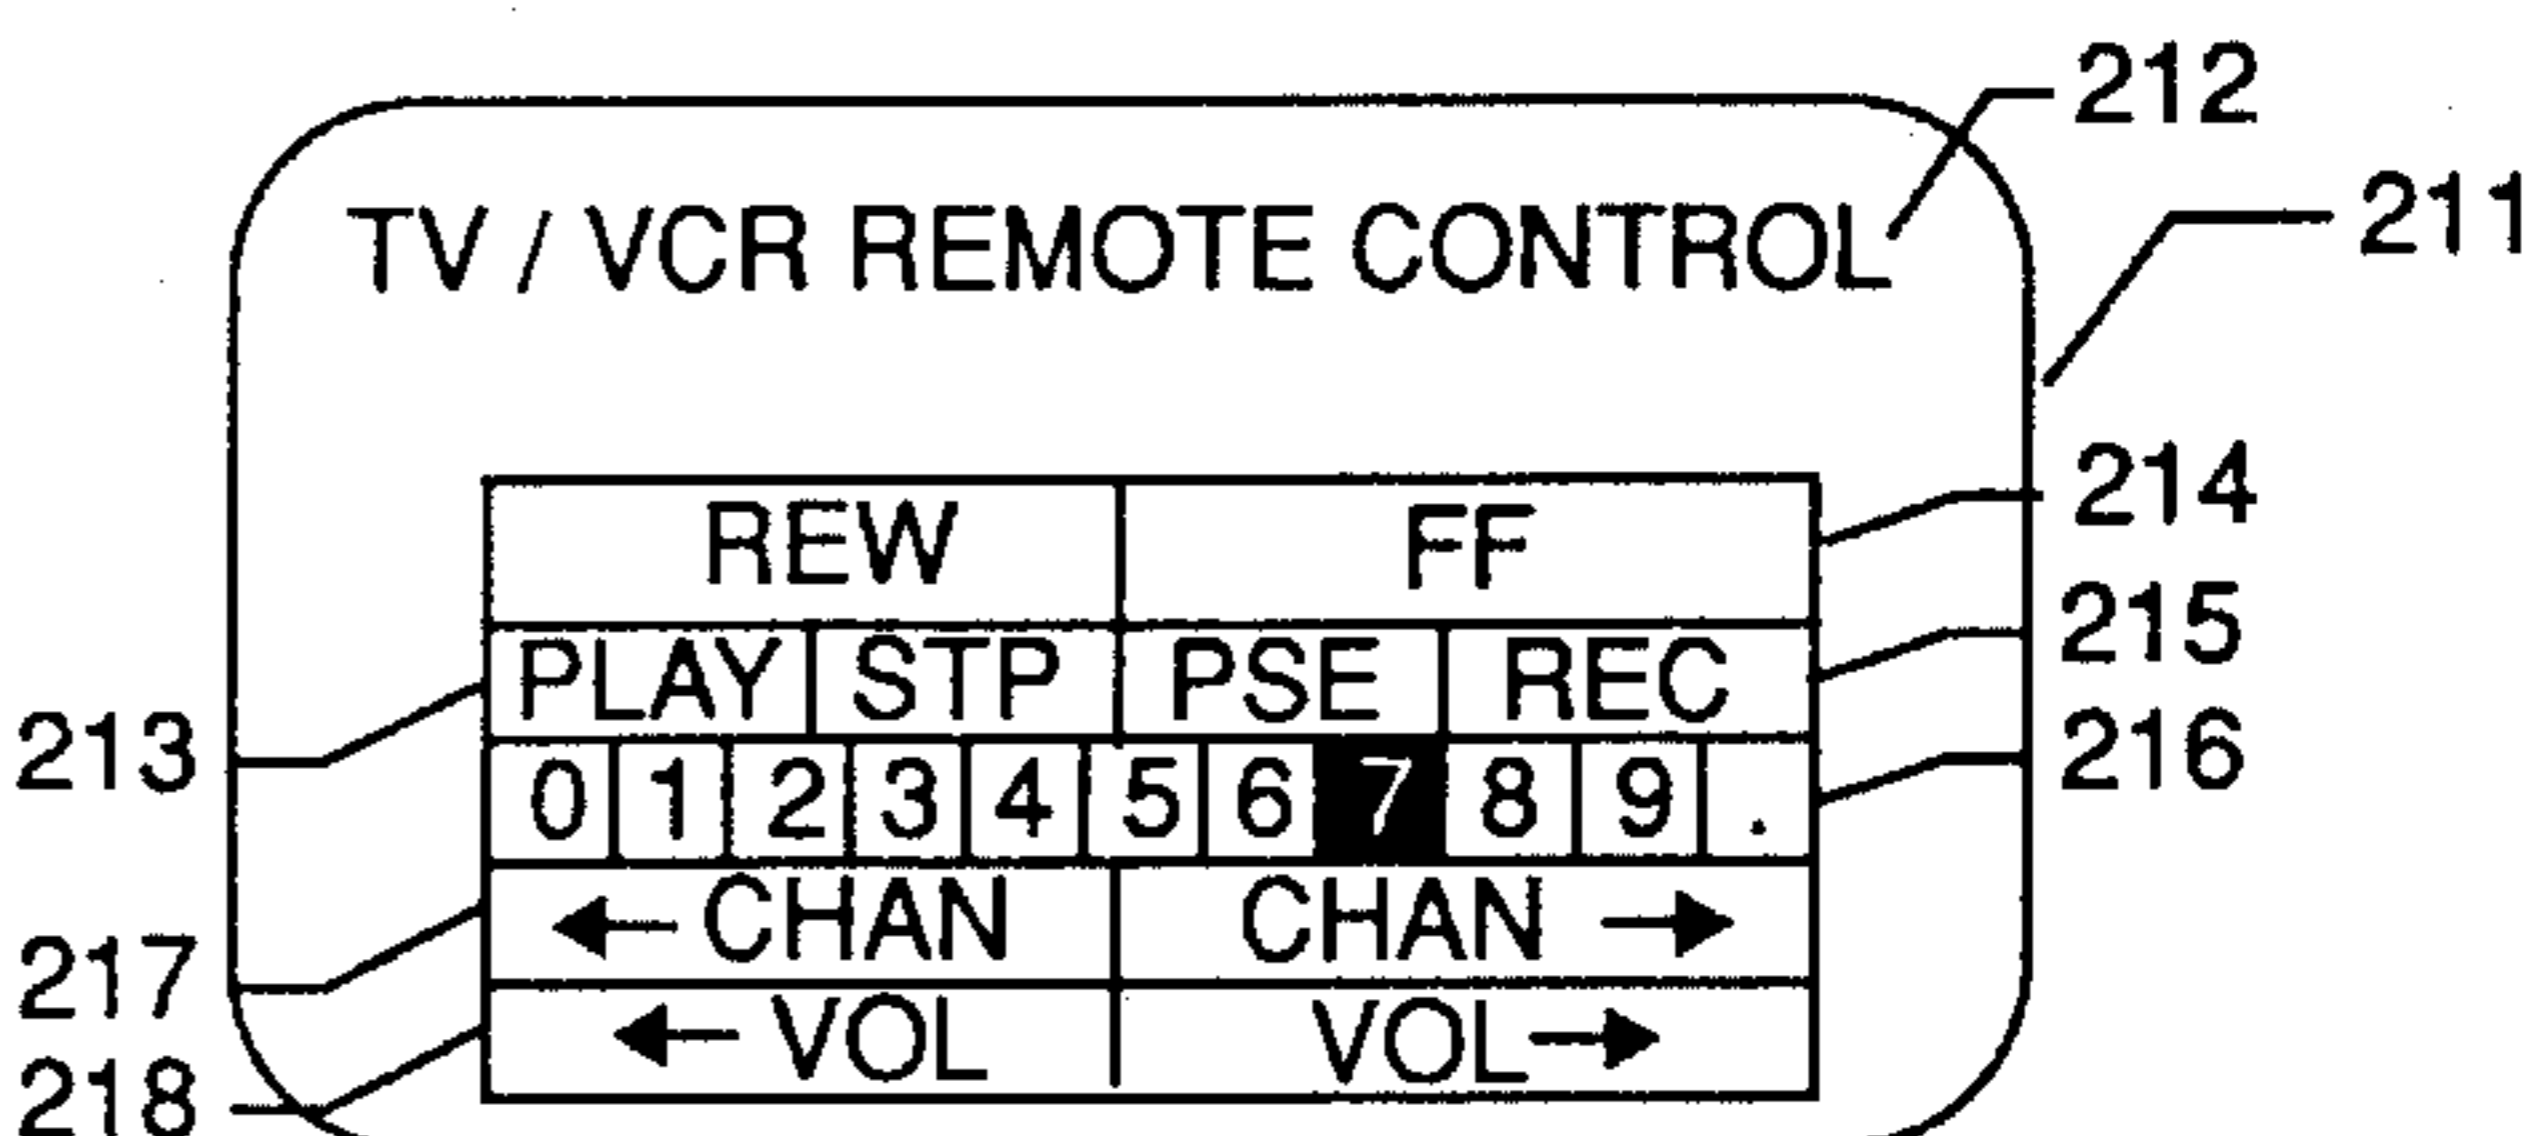 212
211
TV / VCR REMOTE CONTROL
214
REW FF
215
PLAY STP PSE REC
213
216
0 1 2 3 4 5 6 7 8 9 .
← CHAN CHAN →
217
← VOL VOL →
218